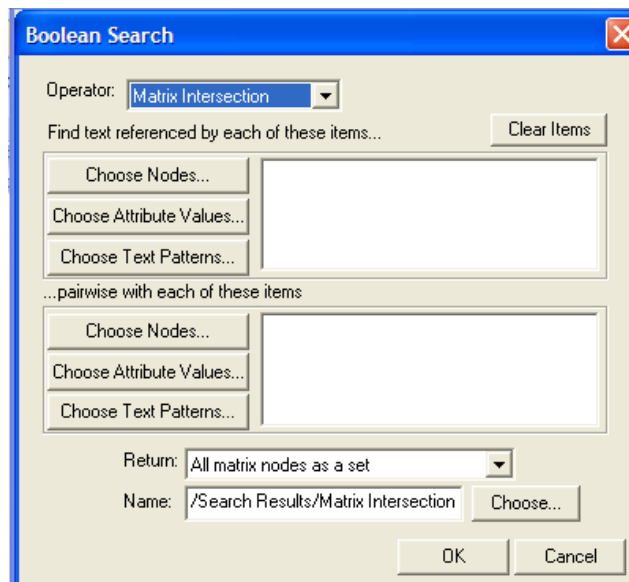 Boolean Search
Operator: Matrix Intersection
Find text referenced by each of these items... Clear Items
Choose Nodes...
Choose Attribute Values...
Choose Text Patterns...
...pairwise with each of these items
Choose Nodes...
Choose Attribute Values...
Choose Text Patterns...
Return: All matrix nodes as a set
Name: /Search Results/Matrix Intersection Choose...
OK Cancel